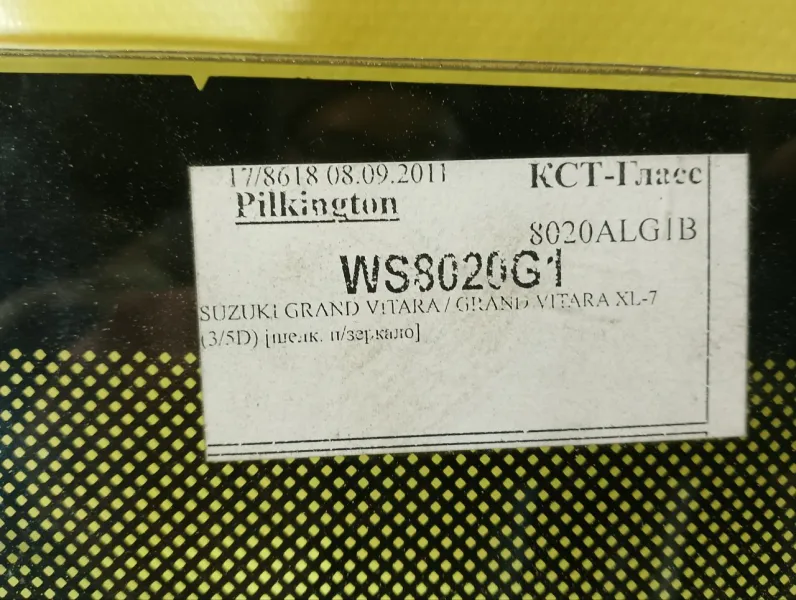 17/8618 08.09.2011 КСТ-Гласс
Pilkington
8020ALG1B
WS8020G1
SUZUKI GRAND VITARA / GRAND VITARA XL-7
(3/5D) [шелк. п/зеркало]